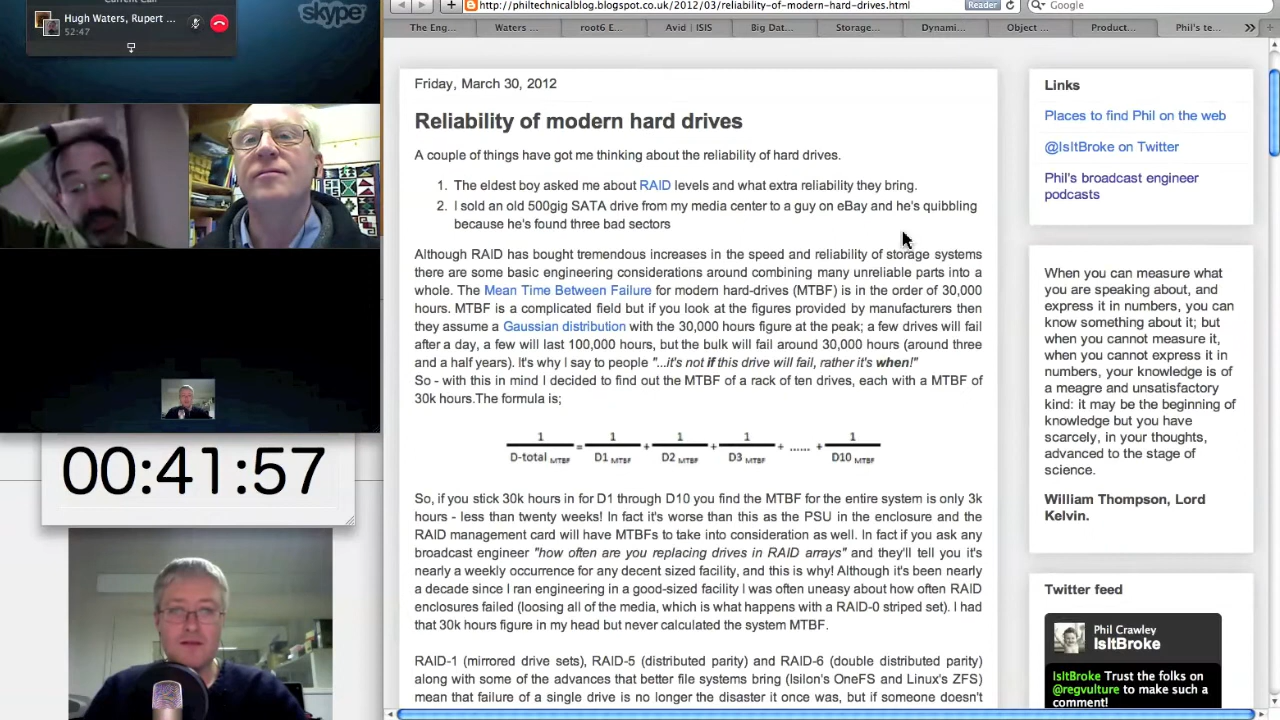 Current Call
Hugh Waters, Rupert ...
52:47
skype
00:41:57
http://philtechnicalblog.blogspot.co.uk/2012/03/reliability-of-modern-hard-drives.html
Reader
Google
The Eng...
Waters ...
root6 E...
Avid | ISIS
Big Dat...
Storage...
Dynami...
Object ...
Product...
Phil's te...
Friday, March 30, 2012
Reliability of modern hard drives
A couple of things have got me thinking about the reliability of hard drives.
1. The eldest boy asked me about RAID levels and what extra reliability they bring.
2. I sold an old 500gig SATA drive from my media center to a guy on eBay and he's quibbling
because he's found three bad sectors
Although RAID has bought tremendous increases in the speed and reliability of storage systems
there are some basic engineering considerations around combining many unreliable parts into a
whole. The Mean Time Between Failure for modern hard-drives (MTBF) is in the order of 30,000
hours. MTBF is a complicated field but if you look at the figures provided by manufacturers then
they assume a Gaussian distribution with the 30,000 hours figure at the peak; a few drives will fail
after a day, a few will last 100,000 hours, but the bulk will fail around 30,000 hours (around three
and a half years). It's why I say to people "...it's not if this drive will fail, rather it's when!"
So - with this in mind I decided to find out the MTBF of a rack of ten drives, each with a MTBF of
30k hours.The formula is;
1 1 1 1 1
= + + + ...... +
D-total MTBF D1 MTBF D2 MTBF D3 MTBF D10 MTBF
So, if you stick 30k hours in for D1 through D10 you find the MTBF for the entire system is only 3k
hours - less than twenty weeks! In fact it's worse than this as the PSU in the enclosure and the
RAID management card will have MTBFs to take into consideration as well. In fact if you ask any
broadcast engineer "how often are you replacing drives in RAID arrays" and they'll tell you it's
nearly a weekly occurrence for any decent sized facility, and this is why! Although it's been nearly
a decade since I ran engineering in a good-sized facility I was often uneasy about how often RAID
enclosures failed (loosing all of the media, which is what happens with a RAID-0 striped set). I had
that 30k hours figure in my head but never calculated the system MTBF.
RAID-1 (mirrored drive sets), RAID-5 (distributed parity) and RAID-6 (double distributed parity)
along with some of the advances that better file systems bring (Isilon's OneFS and Linux's ZFS)
mean that failure of a single drive is no longer the disaster it once was, but if someone doesn't
Links
Places to find Phil on the web
@IsItBroke on Twitter
Phil's broadcast engineer
podcasts
When you can measure what
you are speaking about, and
express it in numbers, you can
know something about it; but
when you cannot measure it,
when you cannot express it in
numbers, your knowledge is of
a meagre and unsatisfactory
kind: it may be the beginning of
knowledge but you have
scarcely, in your thoughts,
advanced to the stage of
science.
William Thompson, Lord
Kelvin.
Twitter feed
Phil Crawley
IsItBroke
IsItBroke Trust the folks on
@regvulture to make such a
comment!